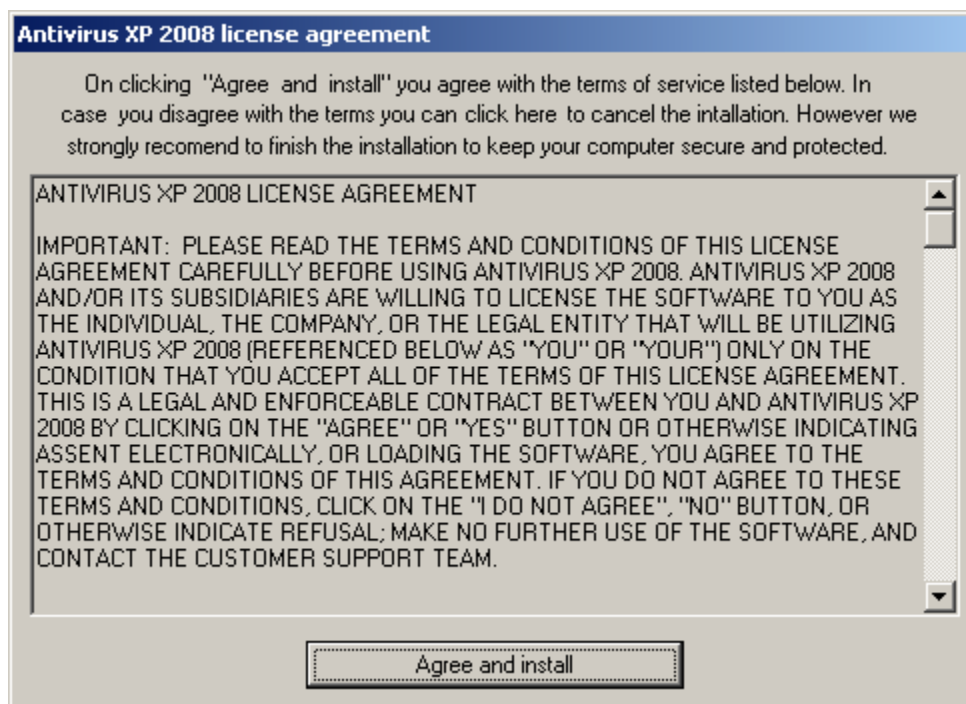 Antivirus XP 2008 license agreement
On clicking "Agree and install" you agree with the terms of service listed below. In
case you disagree with the terms you can click here to cancel the intallation. However we
strongly recomend to finish the installation to keep your computer secure and protected.
ANTIVIRUS XP 2008 LICENSE AGREEMENT
IMPORTANT: PLEASE READ THE TERMS AND CONDITIONS OF THIS LICENSE
AGREEMENT CAREFULLY BEFORE USING ANTIVIRUS XP 2008. ANTIVIRUS XP 2008
AND/OR ITS SUBSIDIARIES ARE WILLING TO LICENSE THE SOFTWARE TO YOU AS
THE INDIVIDUAL, THE COMPANY, OR THE LEGAL ENTITY THAT WILL BE UTILIZING
ANTIVIRUS XP 2008 (REFERENCED BELOW AS "YOU" OR "YOUR") ONLY ON THE
CONDITION THAT YOU ACCEPT ALL OF THE TERMS OF THIS LICENSE AGREEMENT.
THIS IS A LEGAL AND ENFORCEABLE CONTRACT BETWEEN YOU AND ANTIVIRUS XP
2008 BY CLICKING ON THE "AGREE" OR "YES" BUTTON OR OTHERWISE INDICATING
ASSENT ELECTRONICALLY, OR LOADING THE SOFTWARE, YOU AGREE TO THE
TERMS AND CONDITIONS OF THIS AGREEMENT. IF YOU DO NOT AGREE TO THESE
TERMS AND CONDITIONS, CLICK ON THE "I DO NOT AGREE", "NO" BUTTON, OR
OTHERWISE INDICATE REFUSAL; MAKE NO FURTHER USE OF THE SOFTWARE, AND
CONTACT THE CUSTOMER SUPPORT TEAM.
Agree and install